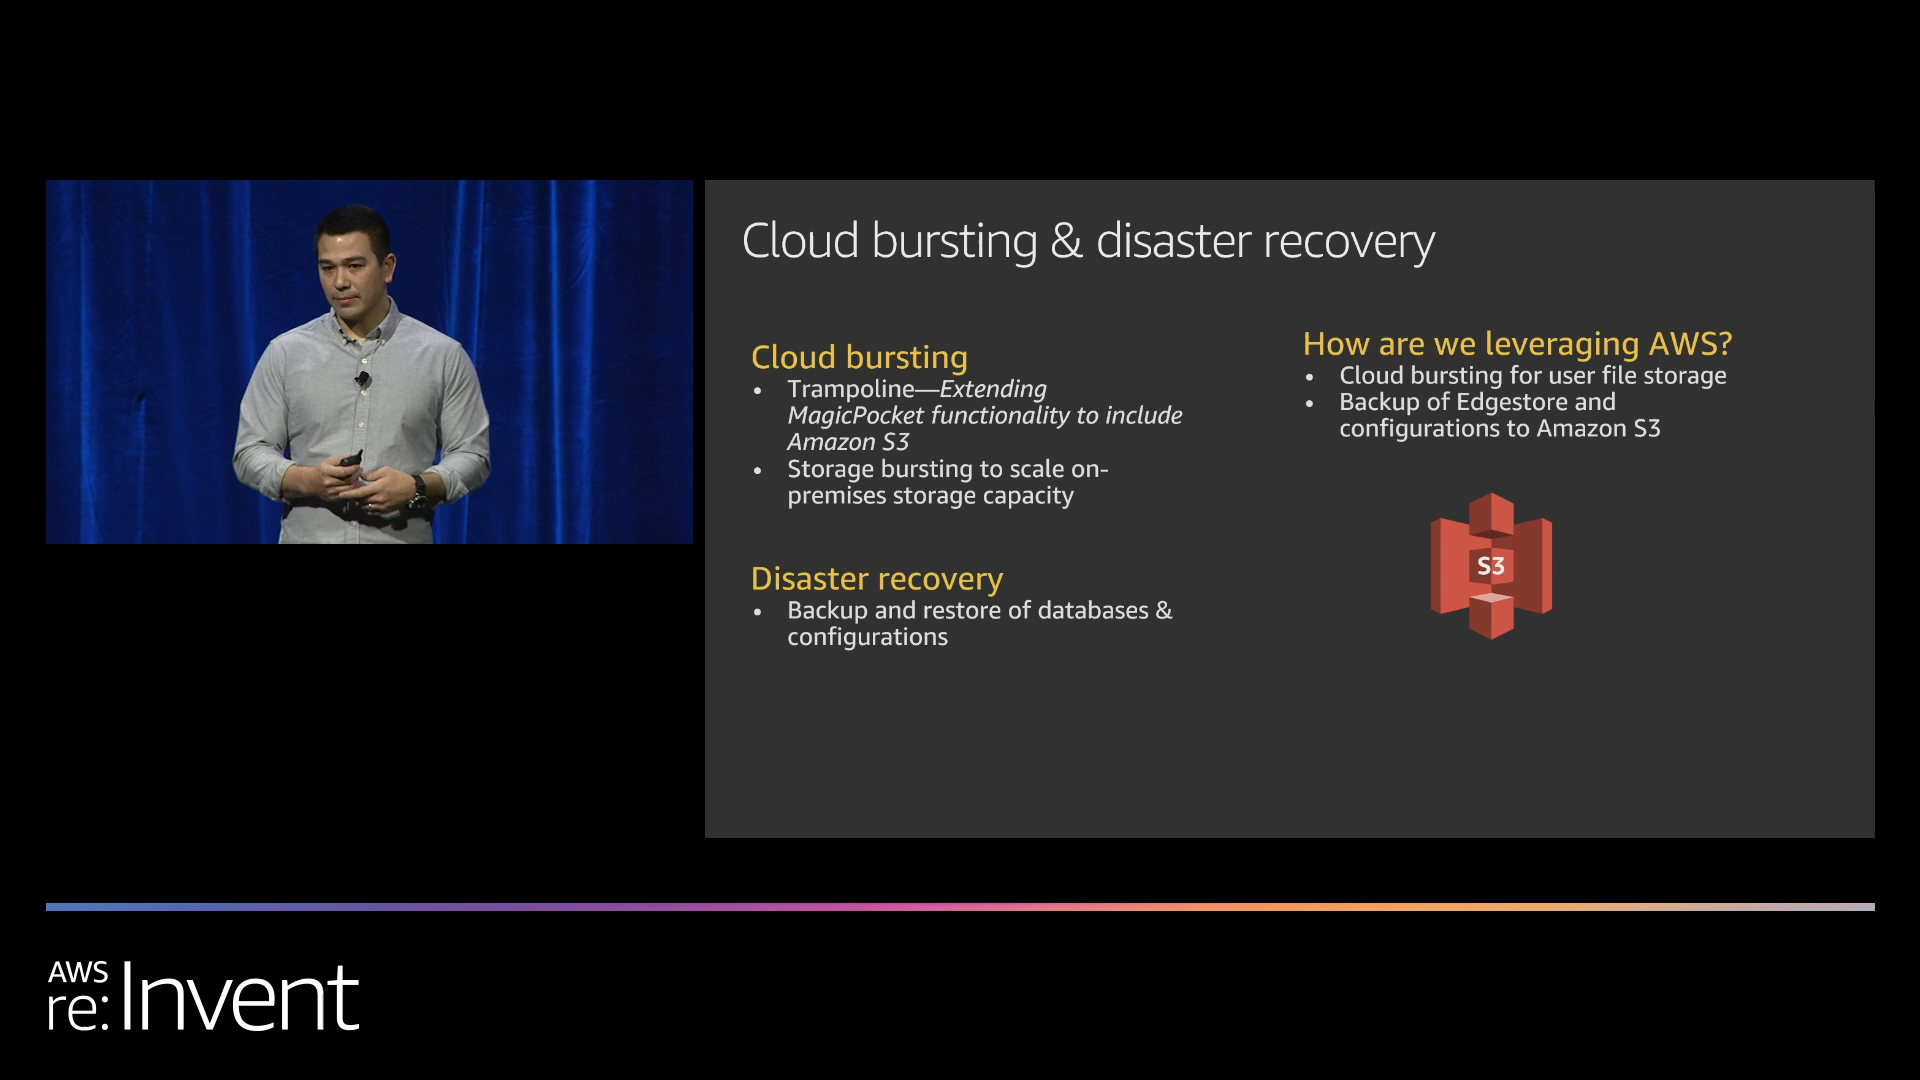 Cloud bursting & disaster recovery
Cloud bursting
• Trampoline—Extending
MagicPocket functionality to include
Amazon S3
• Storage bursting to scale on-
premises storage capacity
Disaster recovery
• Backup and restore of databases &
configurations
How are we leveraging AWS?
• Cloud bursting for user file storage
• Backup of Edgestore and
configurations to Amazon S3
S3
AWS
re:Invent